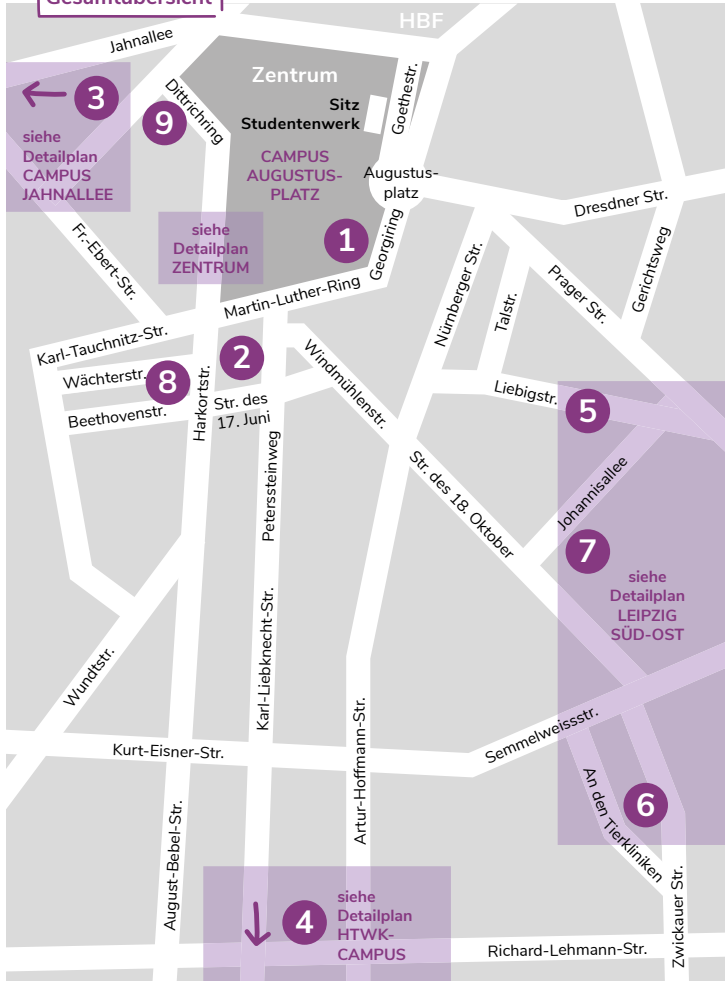 Gesamtübersicht
HBF
Jahnallee
Zentrum
Goethestr.
3
Dittrichring
Sitz
Studentenwerk
9
siehe
Detailplan
CAMPUS
JAHNALLEE
CAMPUS
AUGUSTUS-
PLATZ
Augustus-
platz
Dresdner Str.
1
siehe
Detailplan
ZENTRUM
Georgiring
Fr.-Ebert-Str.
Nürnberger Str.
Talstr.
Prager Str.
Gerichtsweg
Martin-Luther-Ring
Karl-Tauchnitz-Str.
2
Windmühlenstr.
Wächterstr.
8
Harkortstr.
Liebigstr.
5
Beethovenstr.
Str. des
17. Juni
Peterssteinweg
Str. des 18. Oktober
Johannisallee
7
siehe
Detailplan
LEIPZIG
SÜD-OST
Wundtstr.
Karl-Liebknecht-Str.
Artur-Hoffmann-Str.
Semmelweissstr.
Kurt-Eisner-Str.
An den Tierkliniken
6
August-Bebel-Str.
Zwickauer Str.
4
siehe
Detailplan
HTWK-
CAMPUS
Richard-Lehmann-Str.